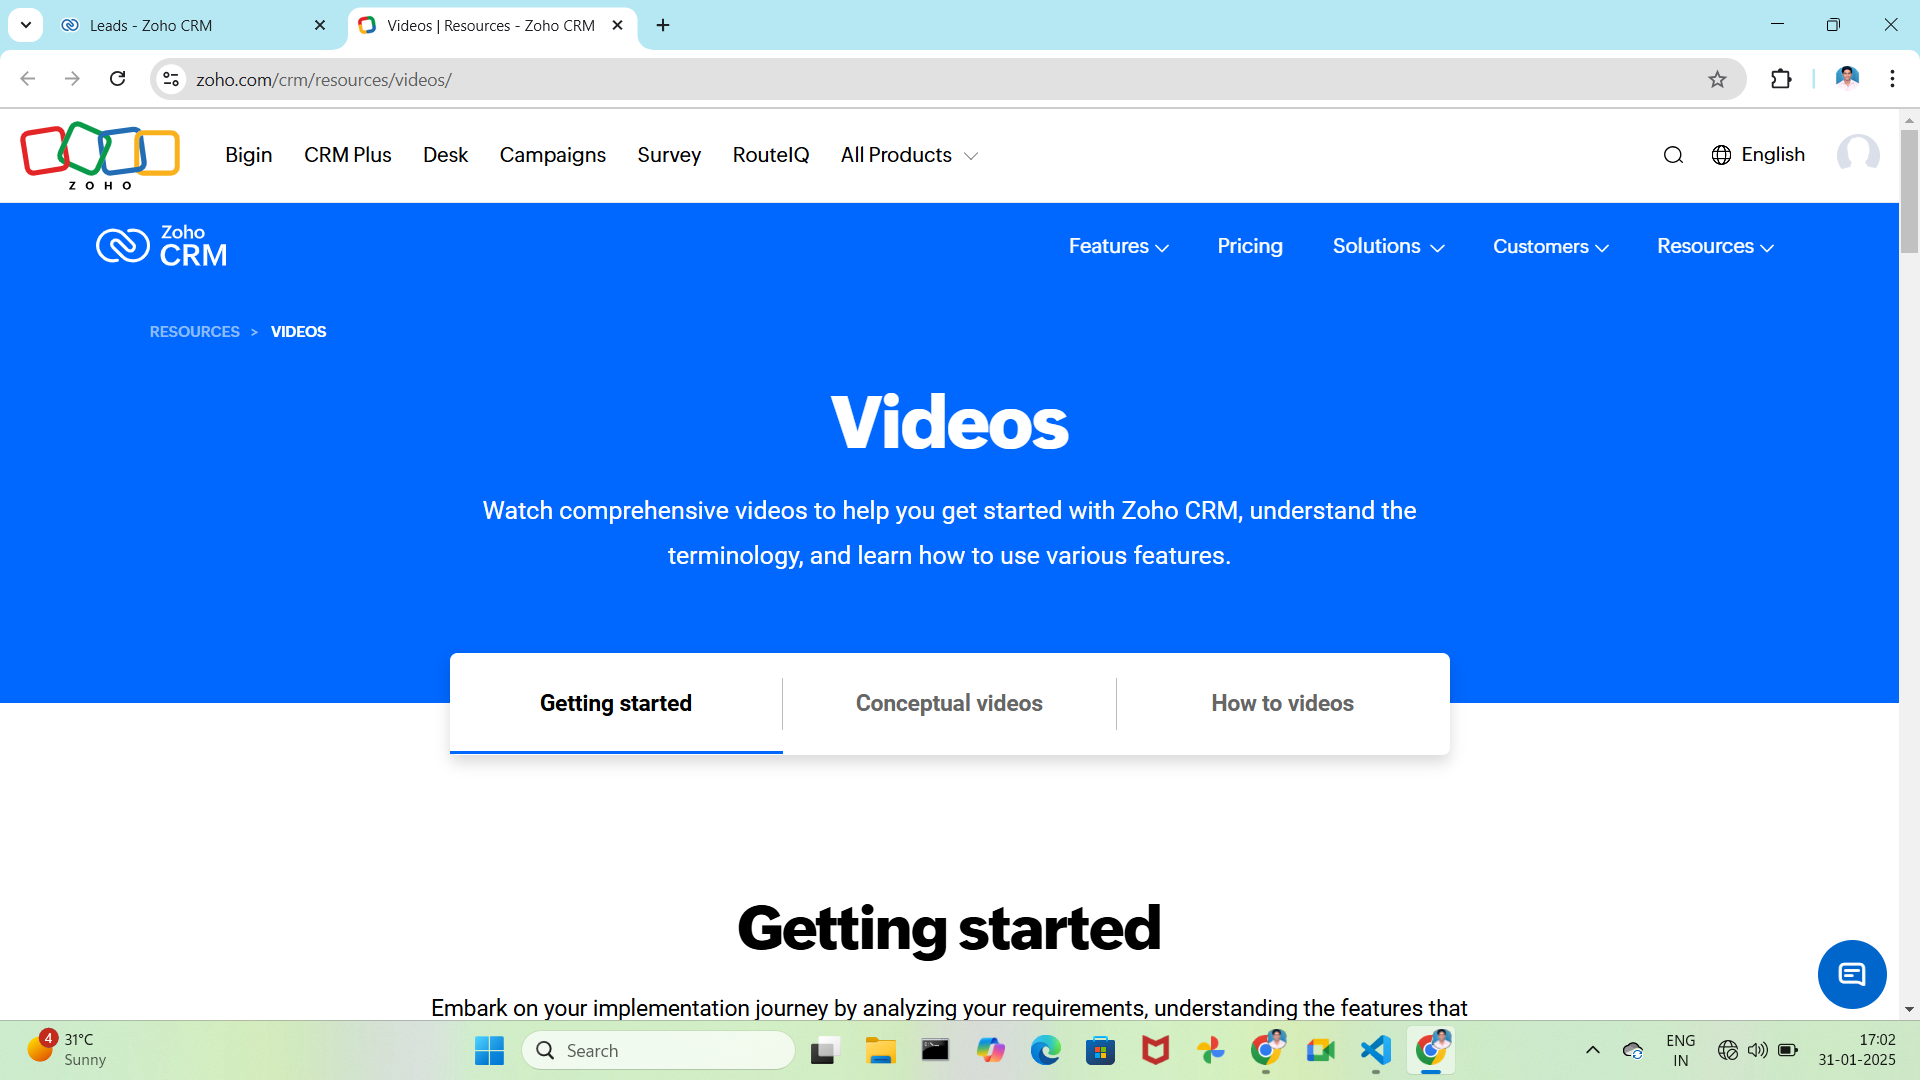 Leads - Zoho CRM
Videos | Resources - Zoho CRM
zoho.com/crm/resources/videos/
ZOHO
Bigin CRM Plus Desk Campaigns Survey RouteIQ All Products
English
Zoho CRM
Features Pricing Solutions Customers Resources
RESOURCES > VIDEOS
Videos
Watch comprehensive videos to help you get started with Zoho CRM, understand the
terminology, and learn how to use various features.
Getting started Conceptual videos How to videos
Getting started
Embark on your implementation journey by analyzing your requirements, understanding the features that
4
31°C
Sunny
Search
ENG
IN
17:02
31-01-2025